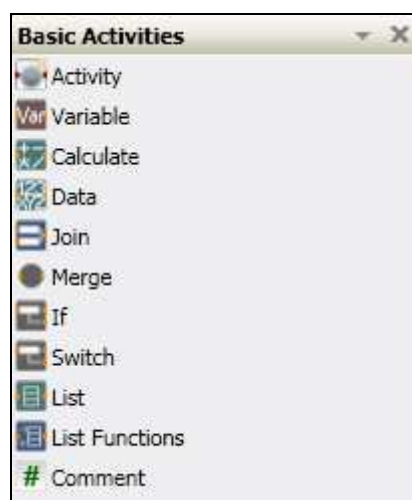 Basic Activities
Activity
Var Variable
Calculate
Data
Join
Merge
If
Switch
List
List Functions
# Comment